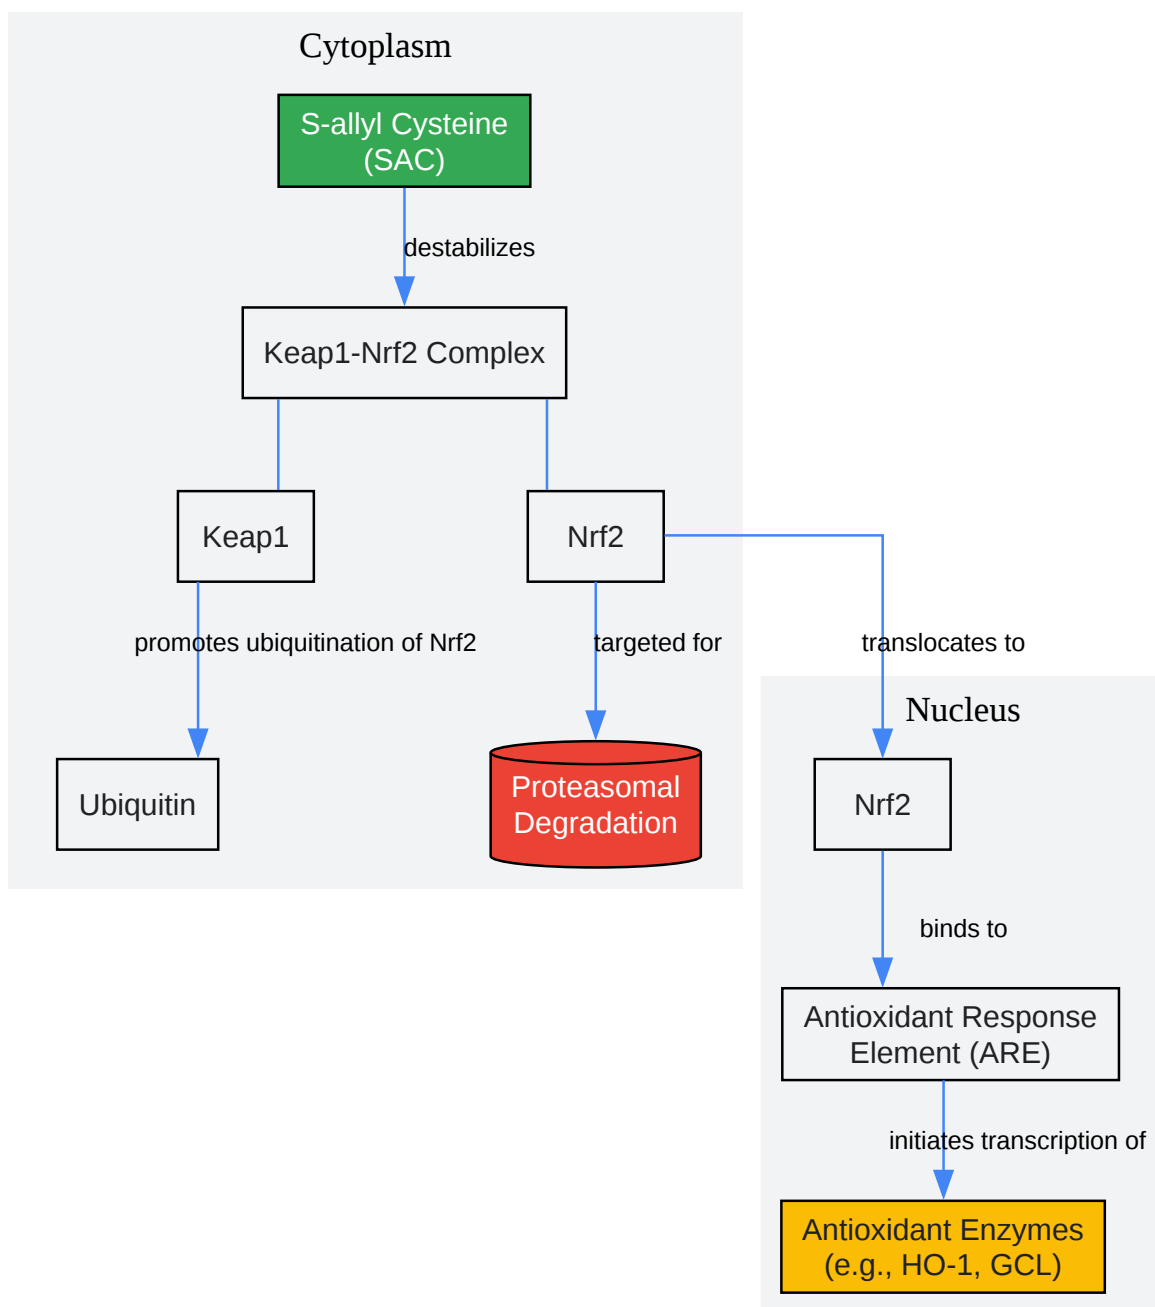 Cytoplasm
S-allyl Cysteine
(SAC)
destabilizes
Keap1-Nrf2 Complex
Keap1
Nrf2
promotes ubiquitination of Nrf2
targeted for
translocates to
Nucleus
Ubiquitin
Proteasomal
Degradation
Nrf2
binds to
Antioxidant Response
Element (ARE)
initiates transcription of
Antioxidant Enzymes
(e.g., HO-1, GCL)